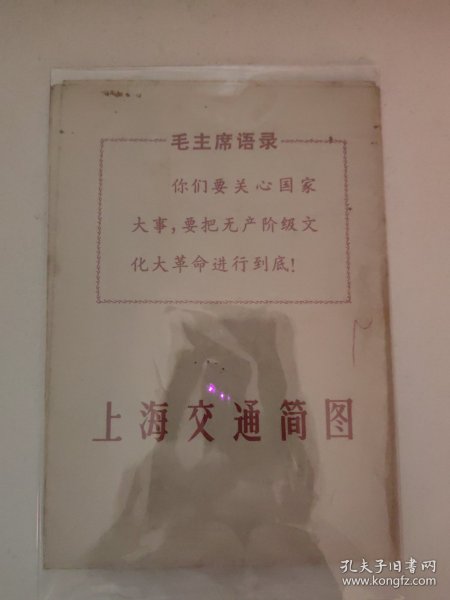 毛主席语录
你们要关心国家
大事，要把无产阶级文
化大革命进行到底！
上海交通简图
孔夫子旧书网
www.kongfz.com